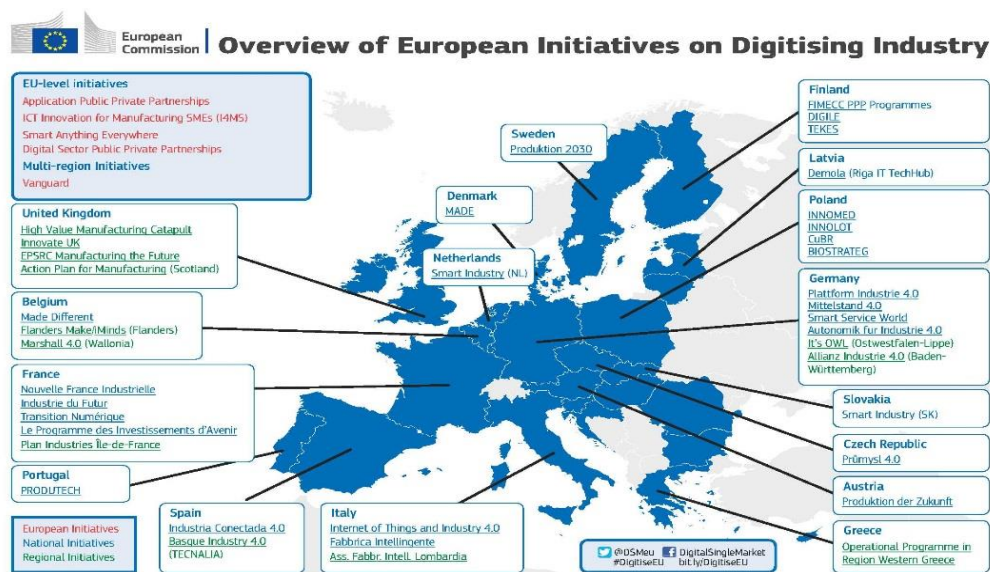 European
Commission
Overview of European Initiatives on Digitising Industry
EU-level initiatives
Application Public Private Partnerships
ICT Innovation for Manufacturing SMEs (I4MS)
Smart Anything Everywhere
Digital Sector Public Private Partnerships
Multi-region Initiatives
Vanguard
United Kingdom
High Value Manufacturing Catapult
Innovate UK
EPSRC Manufacturing the Future
Action Plan for Manufacturing (Scotland)
Belgium
Made Different
Flanders Make/iMinds (Flanders)
Marshall 4.0 (Wallonia)
France
Nouvelle France Industrielle
Industrie du Futur
Transition Numérique
Le Programme des Investissements d'Avenir
Plan Industries Île-de-France
Portugal
PRODUTECH
European Initiatives
National Initiatives
Regional Initiatives
Spain
Industria Conectada 4.0
Basque Industry 4.0
(TECNALIA)
Italy
Internet of Things and Industry 4.0
Fabbrica Intellingente
Ass. Fabbr. Intell. Lombardia
Sweden
Produktion 2030
Denmark
MADE
Netherlands
Smart Industry (NL)
Finland
FIMECC PPP Programmes
DIGILE
TEKES
Latvia
Demola (Riga IT TechHub)
Poland
INNOMED
INNOLOT
CuBR
BIOSTRATEG
Germany
Plattform Industrie 4.0
Mittelstand 4.0
Smart Service World
Autonomik fur Industrie 4.0
It's OWL (Ostwestfalen-Lippe)
Allianz Industrie 4.0 (Baden-
Württemberg)
Slovakia
Smart Industry (SK)
Czech Republic
Průmysl 4.0
Austria
Produktion der Zukunft
Greece
Operational Programme in
Region Western Greece
@DSMeu DigitalSingleMarket
#DigitiseEU bit.ly/DigitiseEU